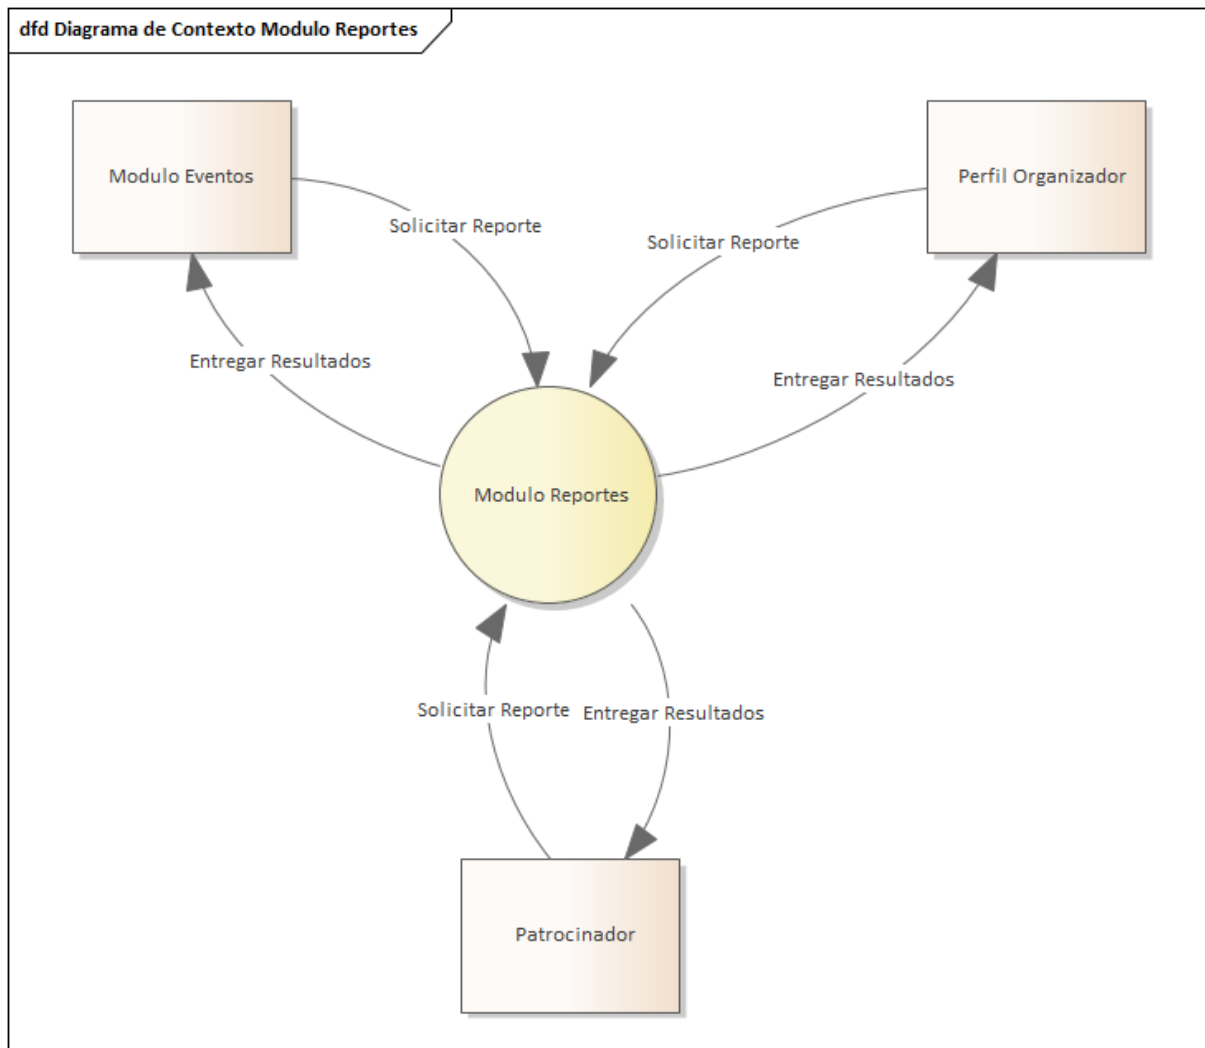 dfd Diagrama de Contexto Modulo Reportes
Modulo Eventos
Perfil Organizador
Solicitar Reporte
Solicitar Reporte
Entregar Resultados
Entregar Resultados
Modulo Reportes
Solicitar Reporte
Entregar Resultados
Patrocinador